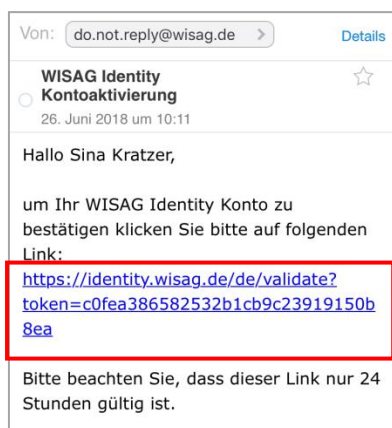 Von: do.not.reply@wisag.de > Details
WISAG Identity
Kontoaktivierung
26. Juni 2018 um 10:11
Hallo Sina Kratzer,
um Ihr WISAG Identity Konto zu
bestätigen klicken Sie bitte auf folgenden
Link:
https://identity.wisag.de/de/validate?
token=c0fea386582532b1cb9c23919150b
8ea
Bitte beachten Sie, dass dieser Link nur 24
Stunden gültig ist.